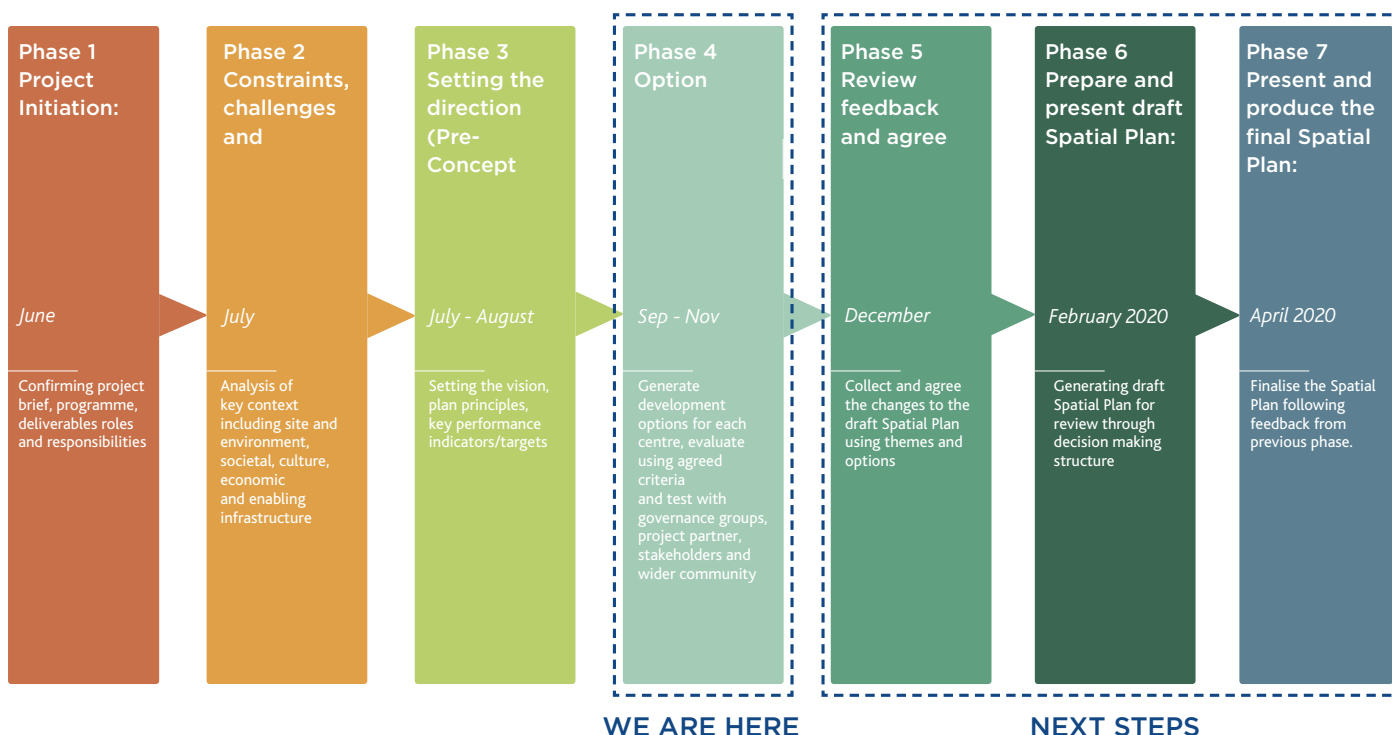 Phase 1
Project
Initiation:
June
Confirming project
brief, programme,
deliverables roles
and responsibilities
Phase 2
Constraints,
challenges
and
July
Analysis of
key context
including site and
environment,
societal, culture,
economic
and enabling
infrastructure
Phase 3
Setting the
direction
(Pre-
Concept
July - August
Setting the vision,
plan principles,
key performance
indicators/targets
Phase 4
Option
Sep - Nov
Generate
development
options for each
centre, evaluate
using agreed
criteria
and test with
governance groups,
project partner,
stakeholders and
wider community
Phase 5
Review
feedback
and agree
December
Collect and agree
the changes to the
draft Spatial Plan
using themes and
options
Phase 6
Prepare and
present draft
Spatial Plan:
February 2020
Generating draft
Spatial Plan for
review through
decision making
structure
Phase 7
Present and
produce the
final Spatial
Plan:
April 2020
Finalise the Spatial
Plan following
feedback from
previous phase.
WE ARE HERE
NEXT STEPS